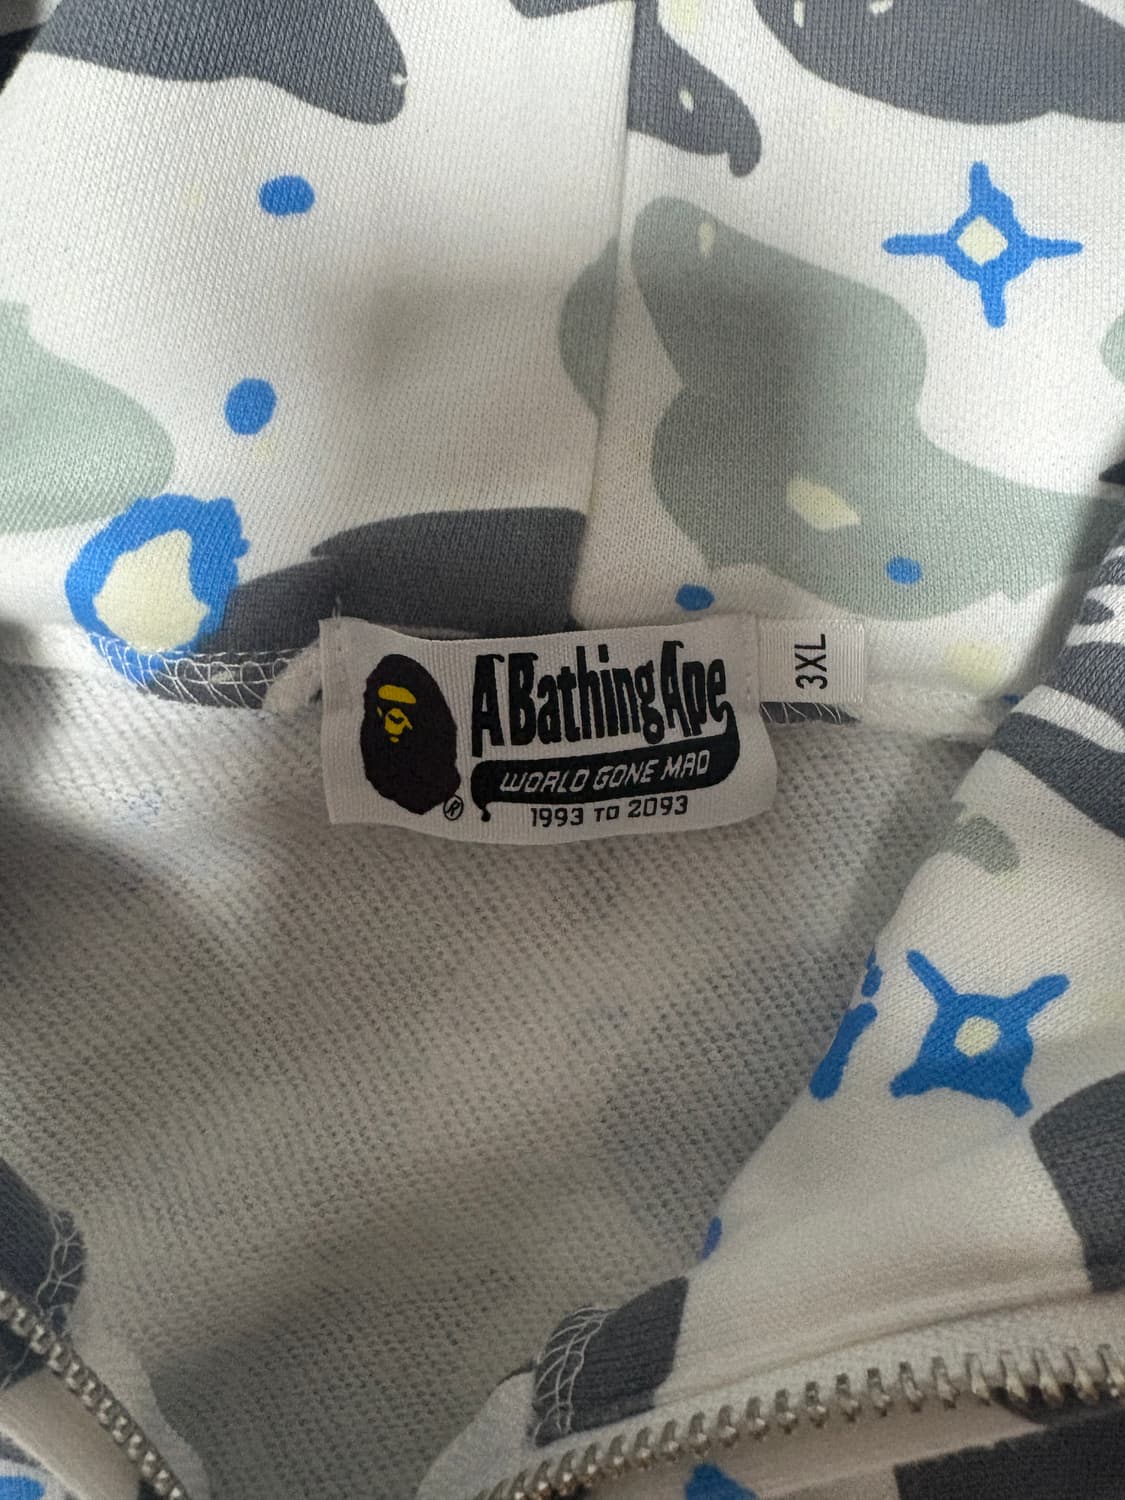 A Bathing Ape
WORLD GONE MAD
1993 TO 2093
®
3XL